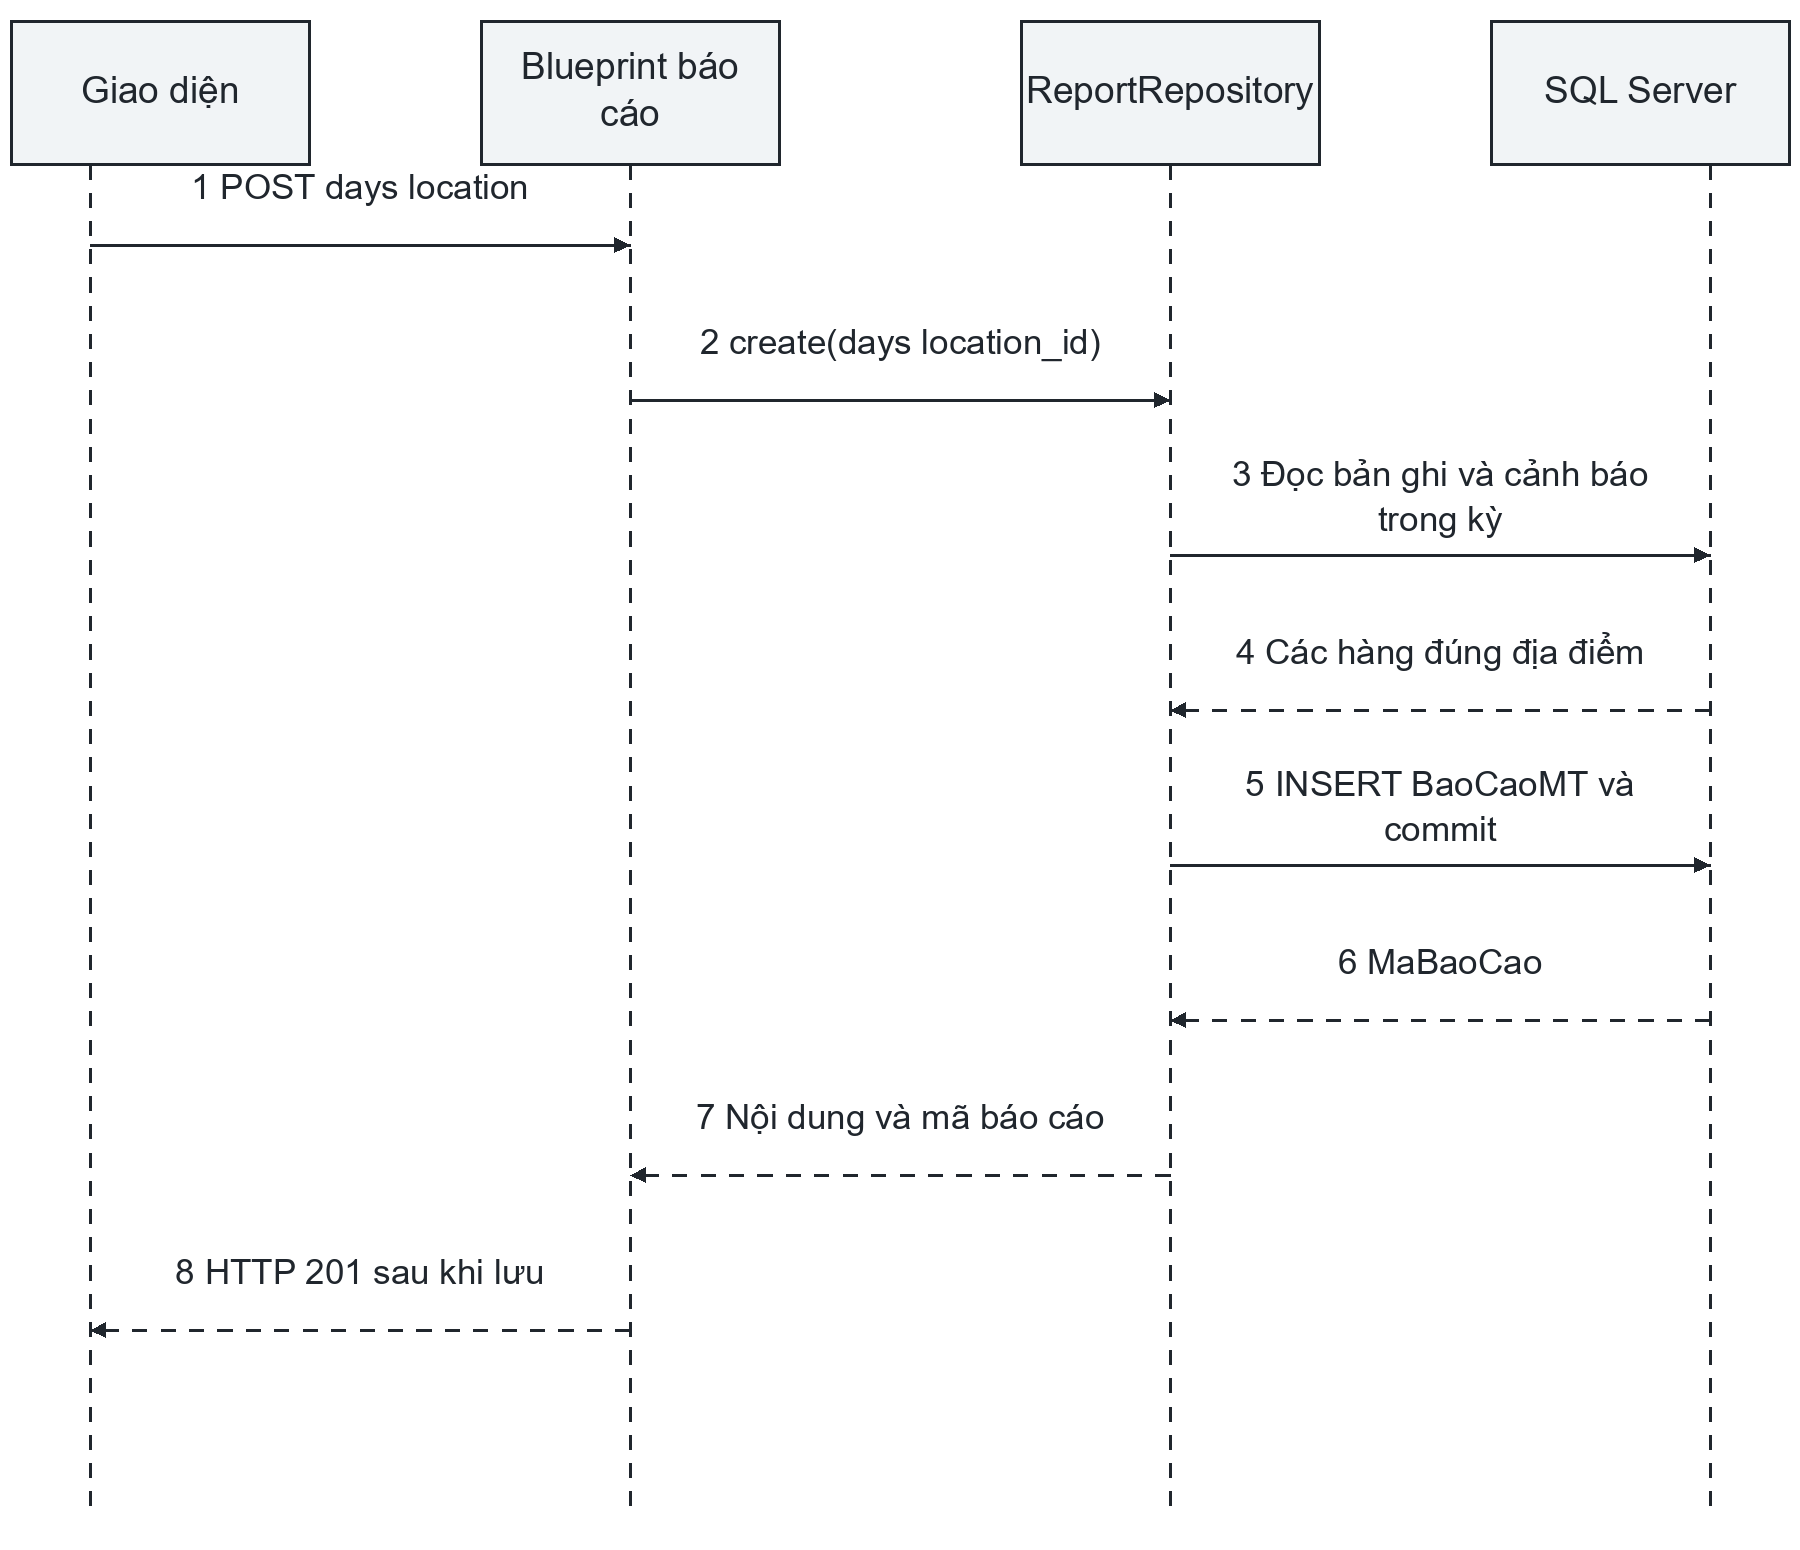 Giao diện
Blueprint báo
cáo
ReportRepository
SQL Server
1 POST days location
2 create(days location_id)
3 Đọc bản ghi và cảnh báo
trong kỳ
4 Các hàng đúng địa điểm
5 INSERT BaoCaoMT và
commit
6 MaBaoCao
7 Nội dung và mã báo cáo
8 HTTP 201 sau khi lưu